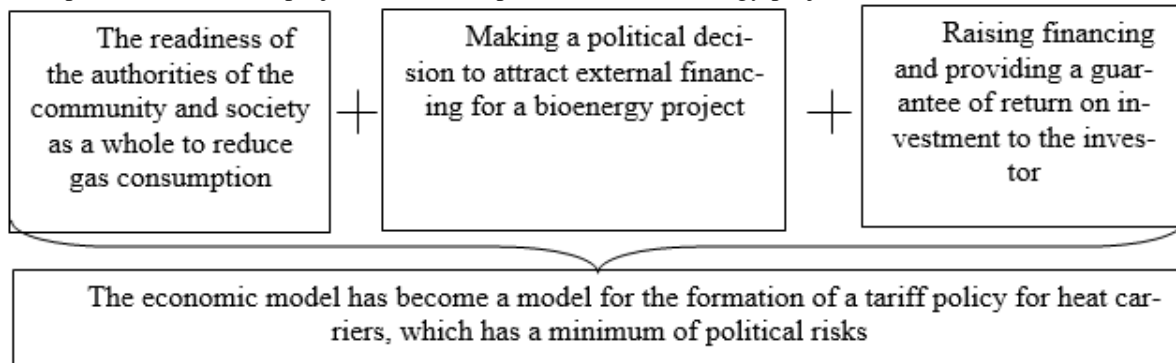 The readiness of
the authorities of the
community and society
as a whole to reduce
gas consumption
+
Making a political deci-
sion to attract external financ-
ing for a bioenergy project
+
Raising financing
and providing a guar-
antee of return on in-
vestment to the inves-
tor
The economic model has become a model for the formation of a tariff policy for heat car-
riers, which has a minimum of political risks